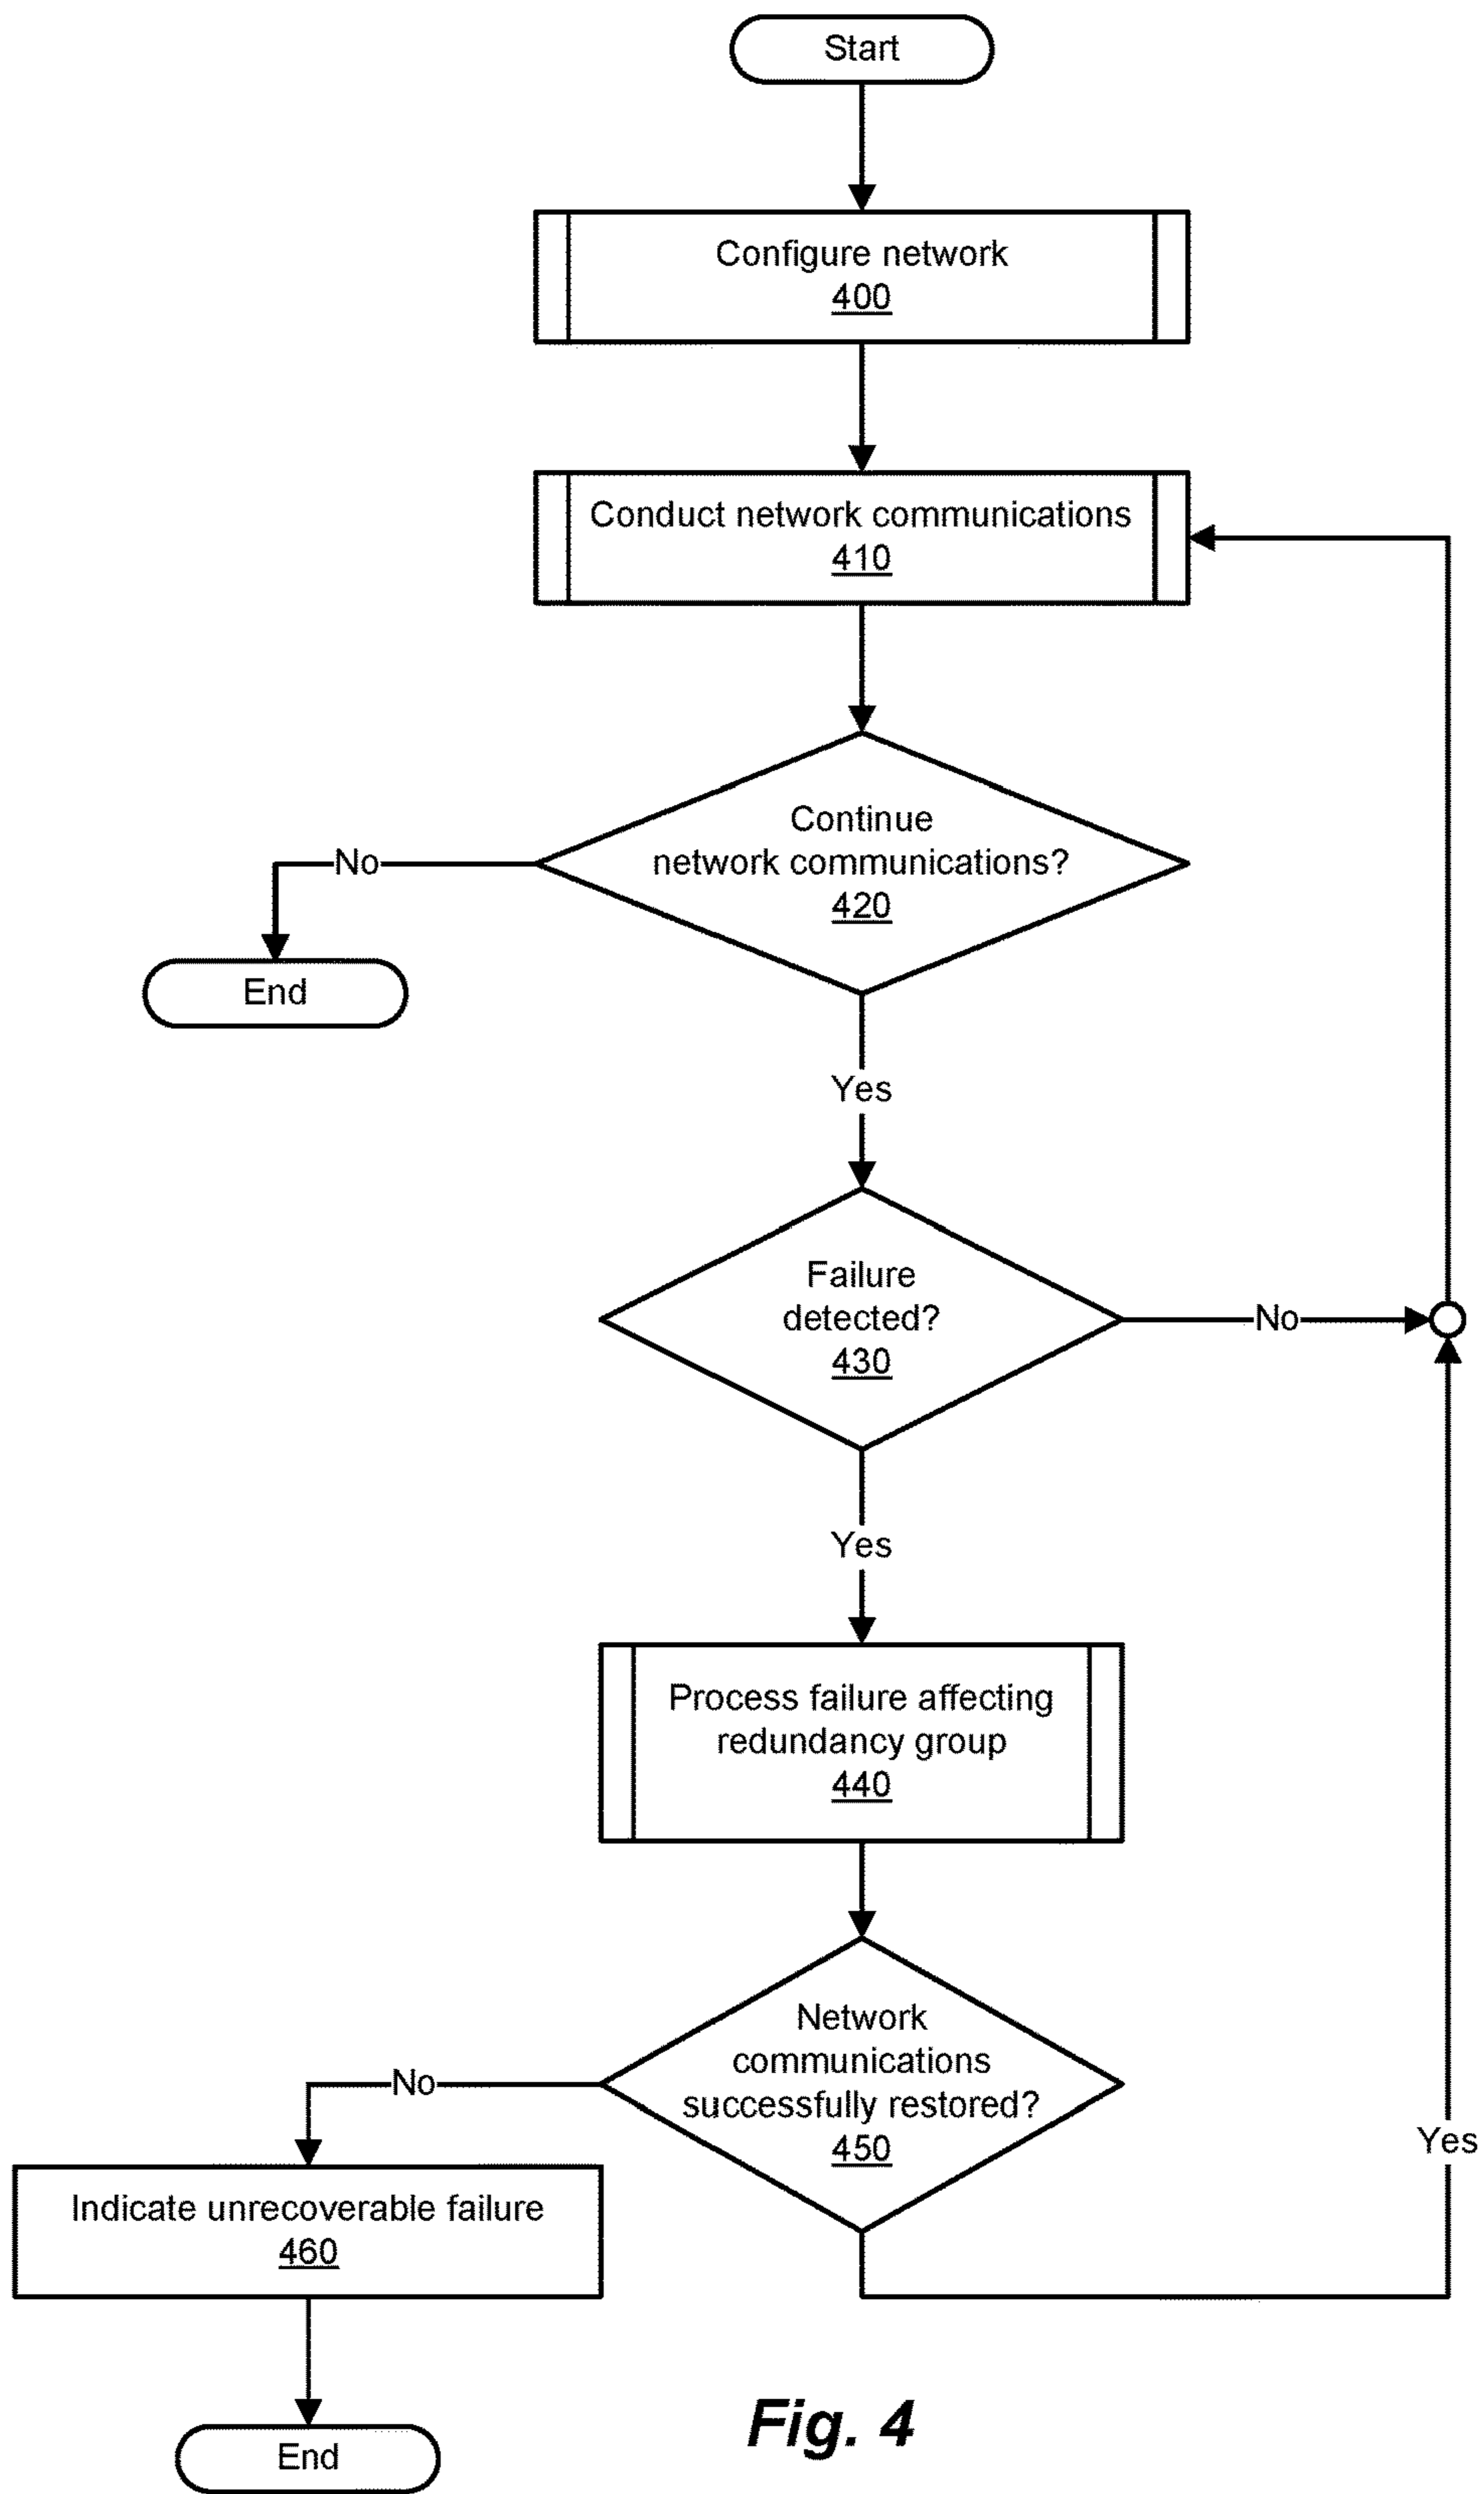 Start
Configure network
400
Conduct network communications
410
Continue
network communications?
420
No
End
Yes
Failure
detected?
430
No
Yes
Process failure affecting
redundancy group
440
Network
communications
successfully restored?
450
No
Yes
Indicate unrecoverable failure
460
End
Fig. 4